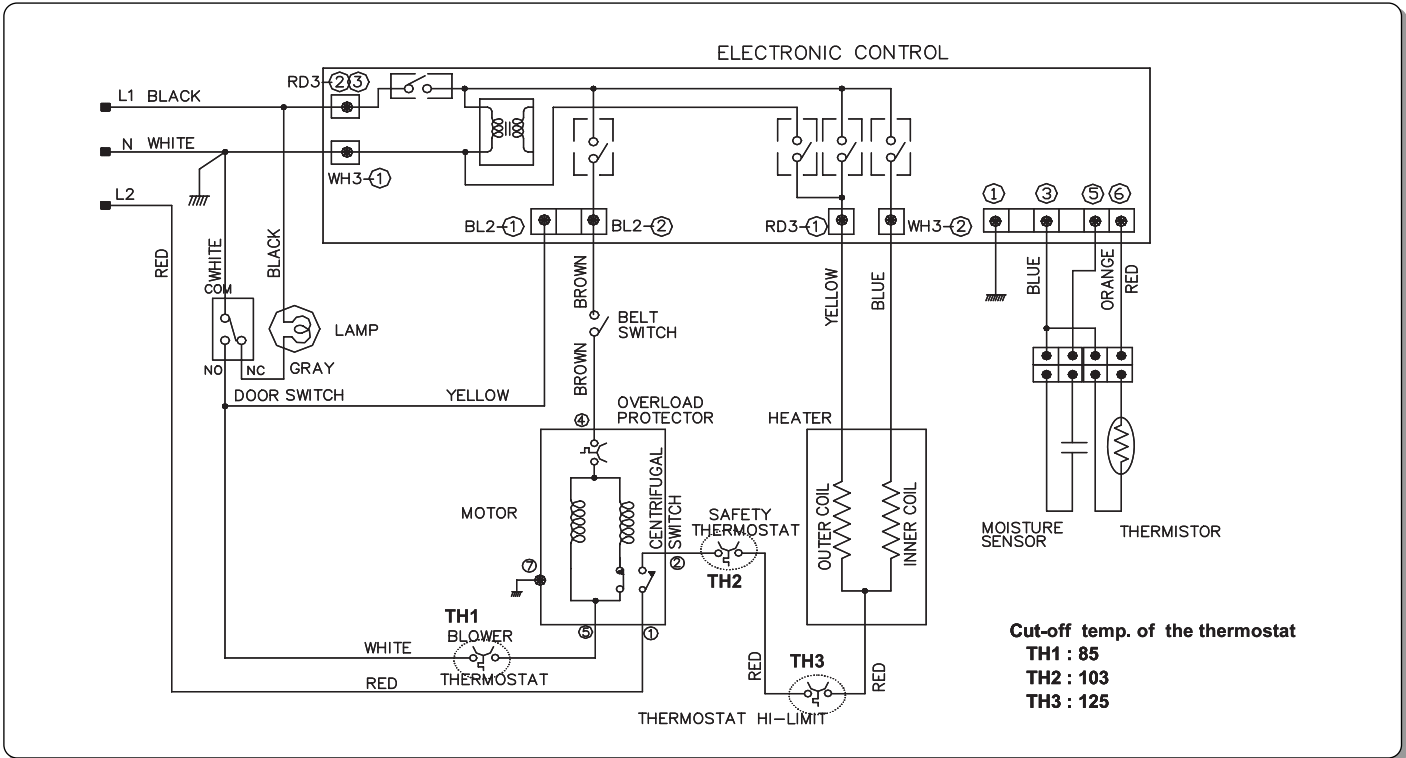 ELECTRONIC CONTROL
RD3-②③
L1 BLACK
N WHITE
WH3-①
L2
BL2-①
BL2-②
RD3-①
WH3-②
①
③
⑤
⑥
RED
WHITE
BLACK
BROWN
YELLOW
BLUE
BLUE
ORANGE
RED
COM
NO
NC
LAMP
GRAY
DOOR SWITCH
YELLOW
BELT
SWITCH
BROWN
OVERLOAD
PROTECTOR
④
HEATER
MOTOR
CENTRIFUGAL
SWITCH
SAFETY
THERMOSTAT
TH2
②
⑦
OUTER COIL
INNER COIL
MOISTURE
SENSOR
THERMISTOR
TH1
BLOWER
THERMOSTAT
WHITE
RED
⑤
①
RED
TH3
RED
THERMOSTAT HI-LIMIT
Cut-off temp. of the thermostat
TH1 : 85
TH2 : 103
TH3 : 125